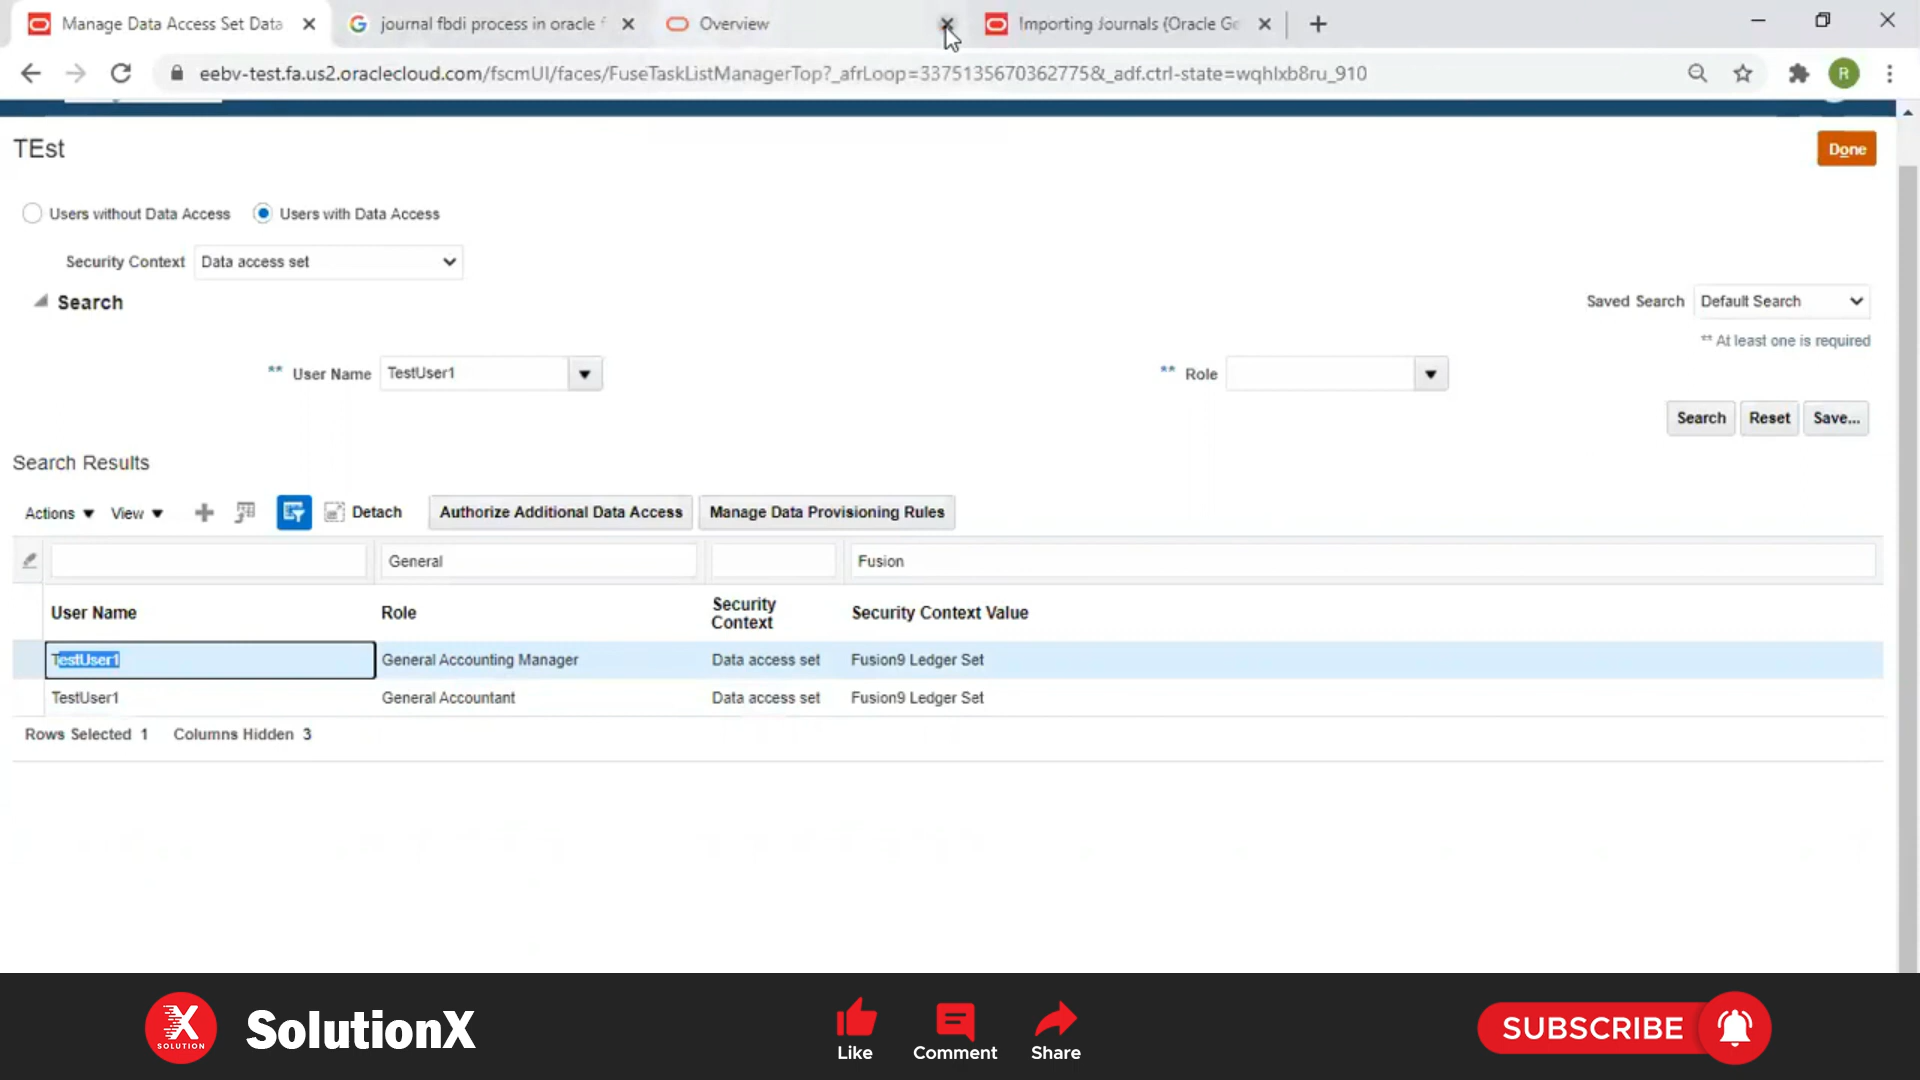 Manage Data Access Set Data
journal fbdi process in oracle f
Overview
Importing Journals (Oracle Ge
eebv-test.fa.us2.oraclecloud.com/fscmUI/faces/FuseTaskListManagerTop?_afrLoop=3375135670362775&_adf.ctrl-state=wqhlxb8ru_910
R
TEst
Done
Users without Data Access
Users with Data Access
Security Context
Data access set
Search
Saved Search
Default Search
** At least one is required
** User Name
TestUser1
** Role
Search
Reset
Save...
Search Results
Actions
View
Detach
Authorize Additional Data Access
Manage Data Provisioning Rules
General
Fusion
User Name
Role
Security Context
Security Context Value
TestUser1
General Accounting Manager
Data access set
Fusion9 Ledger Set
TestUser1
General Accountant
Data access set
Fusion9 Ledger Set
Rows Selected 1
Columns Hidden 3
X
SOLUTION
SolutionX
Like
Comment
Share
SUBSCRIBE